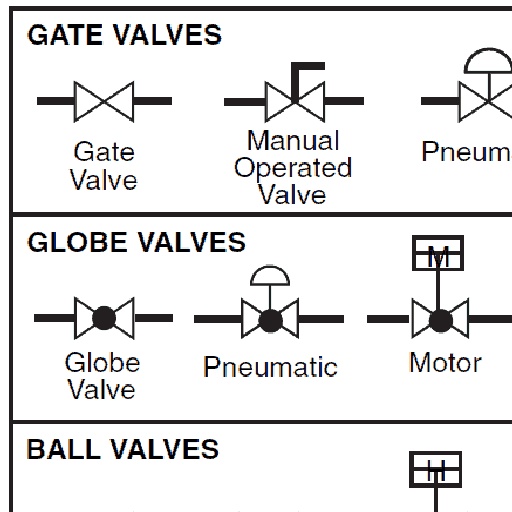 GATE VALVES
Gate
Valve
Manual
Operated
Valve
Pneum
GLOBE VALVES
M
Globe
Valve
Pneumatic
Motor
BALL VALVES
H